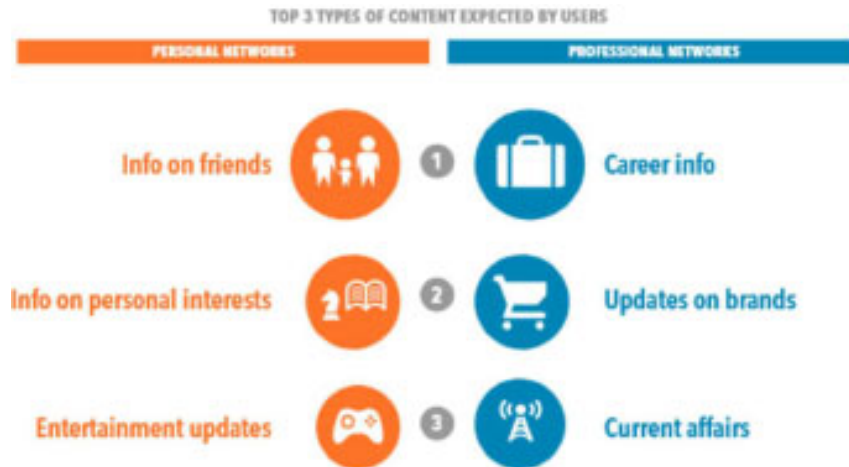 TOP 3 TYPES OF CONTENT EXPECTED BY USERS
PERSONAL NETWORKS
PROFESSIONAL NETWORKS
Info on friends
1
Career info
Info on personal interests
2
Updates on brands
Entertainment updates
3
Current affairs